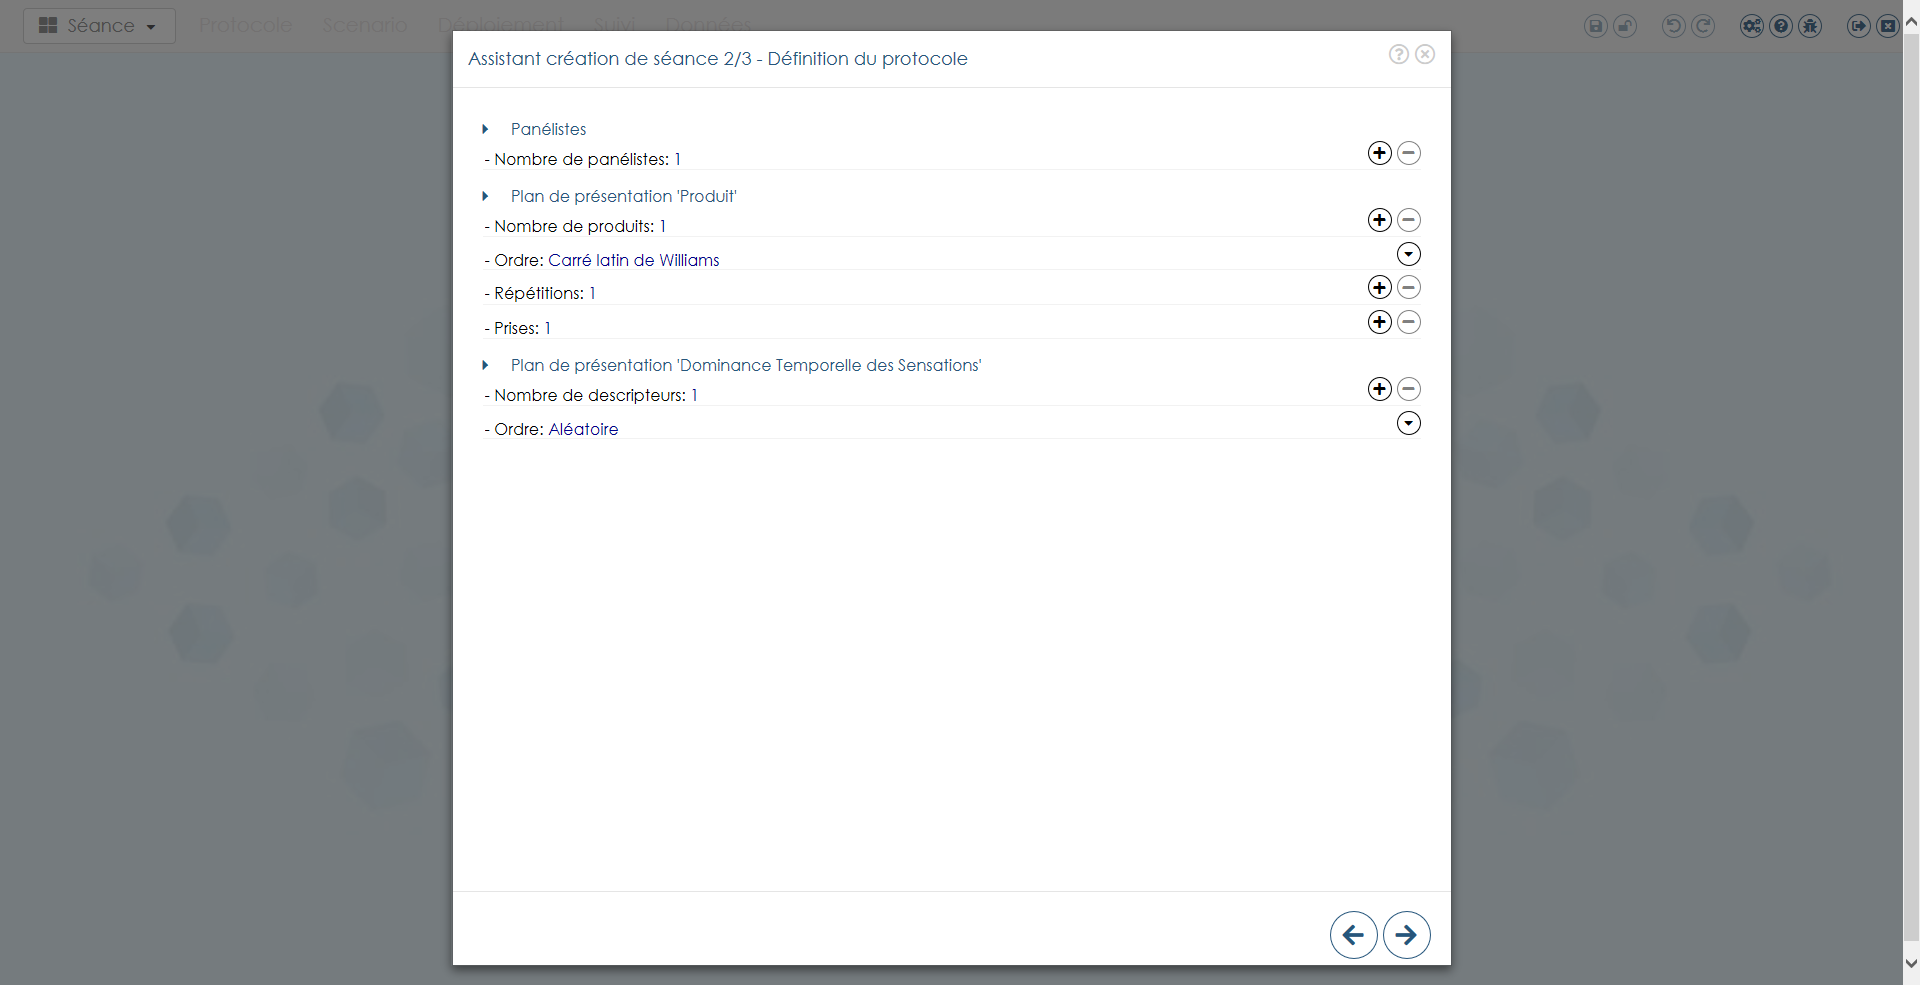 Séance Protocole Scenario Déploiement Suivi Données
Assistant création de séance 2/3 - Définition du protocole
Panélistes
- Nombre de panélistes: 1
Plan de présentation 'Produit'
- Nombre de produits: 1
- Ordre: Carré latin de Williams
- Répétitions: 1
- Prises: 1
Plan de présentation 'Dominance Temporelle des Sensations'
- Nombre de descripteurs: 1
- Ordre: Aléatoire